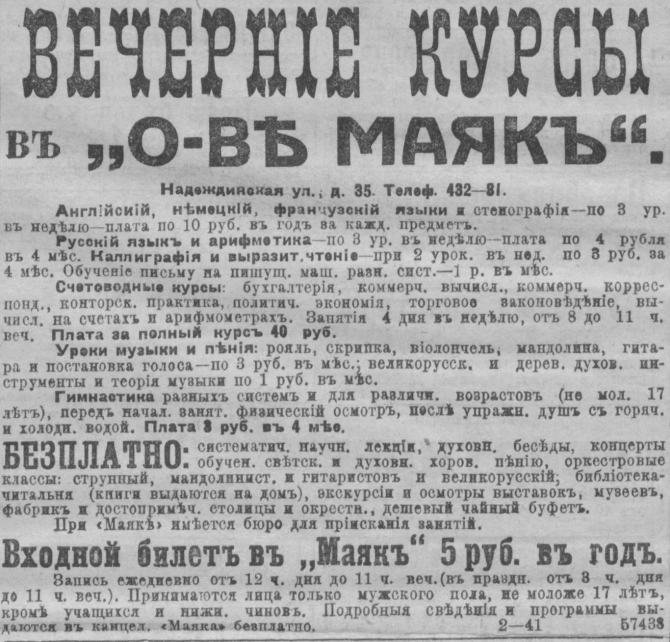 ВЕЧЕРНІЕ КУРСЫ
въ „О-ВѢ МАЯКЪ“.
Надеждинская ул., д. 35. Телеф. 432—81.
Англійскій, нѣмецкій, французскій языки и стенографія—по 3 ур.
въ недѣлю—плата по 10 руб. въ годъ за кажд. предметъ.
Русскій языкъ и арифметика—по 3 ур. въ недѣлю—плата по 4 рубля
въ 4 мѣс. Каллиграфія и выразит. чтеніе—при 2 урок. въ нед. по 3 руб. за
4 мѣс. Обученіе письму на пишущ. маш. разн. сист.—1 р. въ мѣс.
Счетоводные курсы: бухгалтерія, коммерч. вычисл., коммерч. коррес-
понд., конторск. практика, политич. экономія, торговое законовѣдѣніе, вы-
числ. на счетахъ и арифмометрахъ. Занятія 4 дня въ недѣлю, отъ 8 до 11 ч.
веч. Плата за полный курсъ 40 руб.
Уроки музыки и пѣнія: рояль, скрипка, віолончель, мандолина, гита-
ра и постановка голоса—по 3 руб. въ мѣс.; великорусск. и дерев. духов. ин-
струменты и теорія музыки по 1 руб. въ мѣс.
Гимнастика разныхъ системъ и для различн. возрастовъ (не мол. 17
лѣтъ), передъ начал. занят. физическій осмотръ, послѣ упражн. душъ съ горяч.
и холодн. водой. Плата 3 руб. въ 4 мѣс.
БЕЗПЛАТНО: систематич. научн. лекціи, духовн. бесѣды, концерты
обучен. свѣтск. и духовн. хоров. пѣнію, оркестровые
классы: струнный, мандолинист. и гитаристовъ и великорусскій; библіотека-
читальня (книги выдаются на домъ), экскурсіи и осмотры выставокъ, музеевъ,
фабрикъ и достопримѣч. столицы и окрестн., дешевый чайный буфетъ.
При «Маякѣ» имѣется бюро для пріисканія занятій.
Входной билетъ въ „Маякъ“ 5 руб. въ годъ.
Запись ежедневно отъ 12 ч. дня до 11 ч. веч. (въ праздн. отъ 3 ч. дня
до 11 ч. веч.). Принимаются лица только мужского пола, не моложе 17 лѣтъ,
кромѣ учащихся и нижн. чиновъ. Подробныя свѣдѣнія и программы вы-
даются въ канцел. «Маяка» безплатно. 2—41 57438